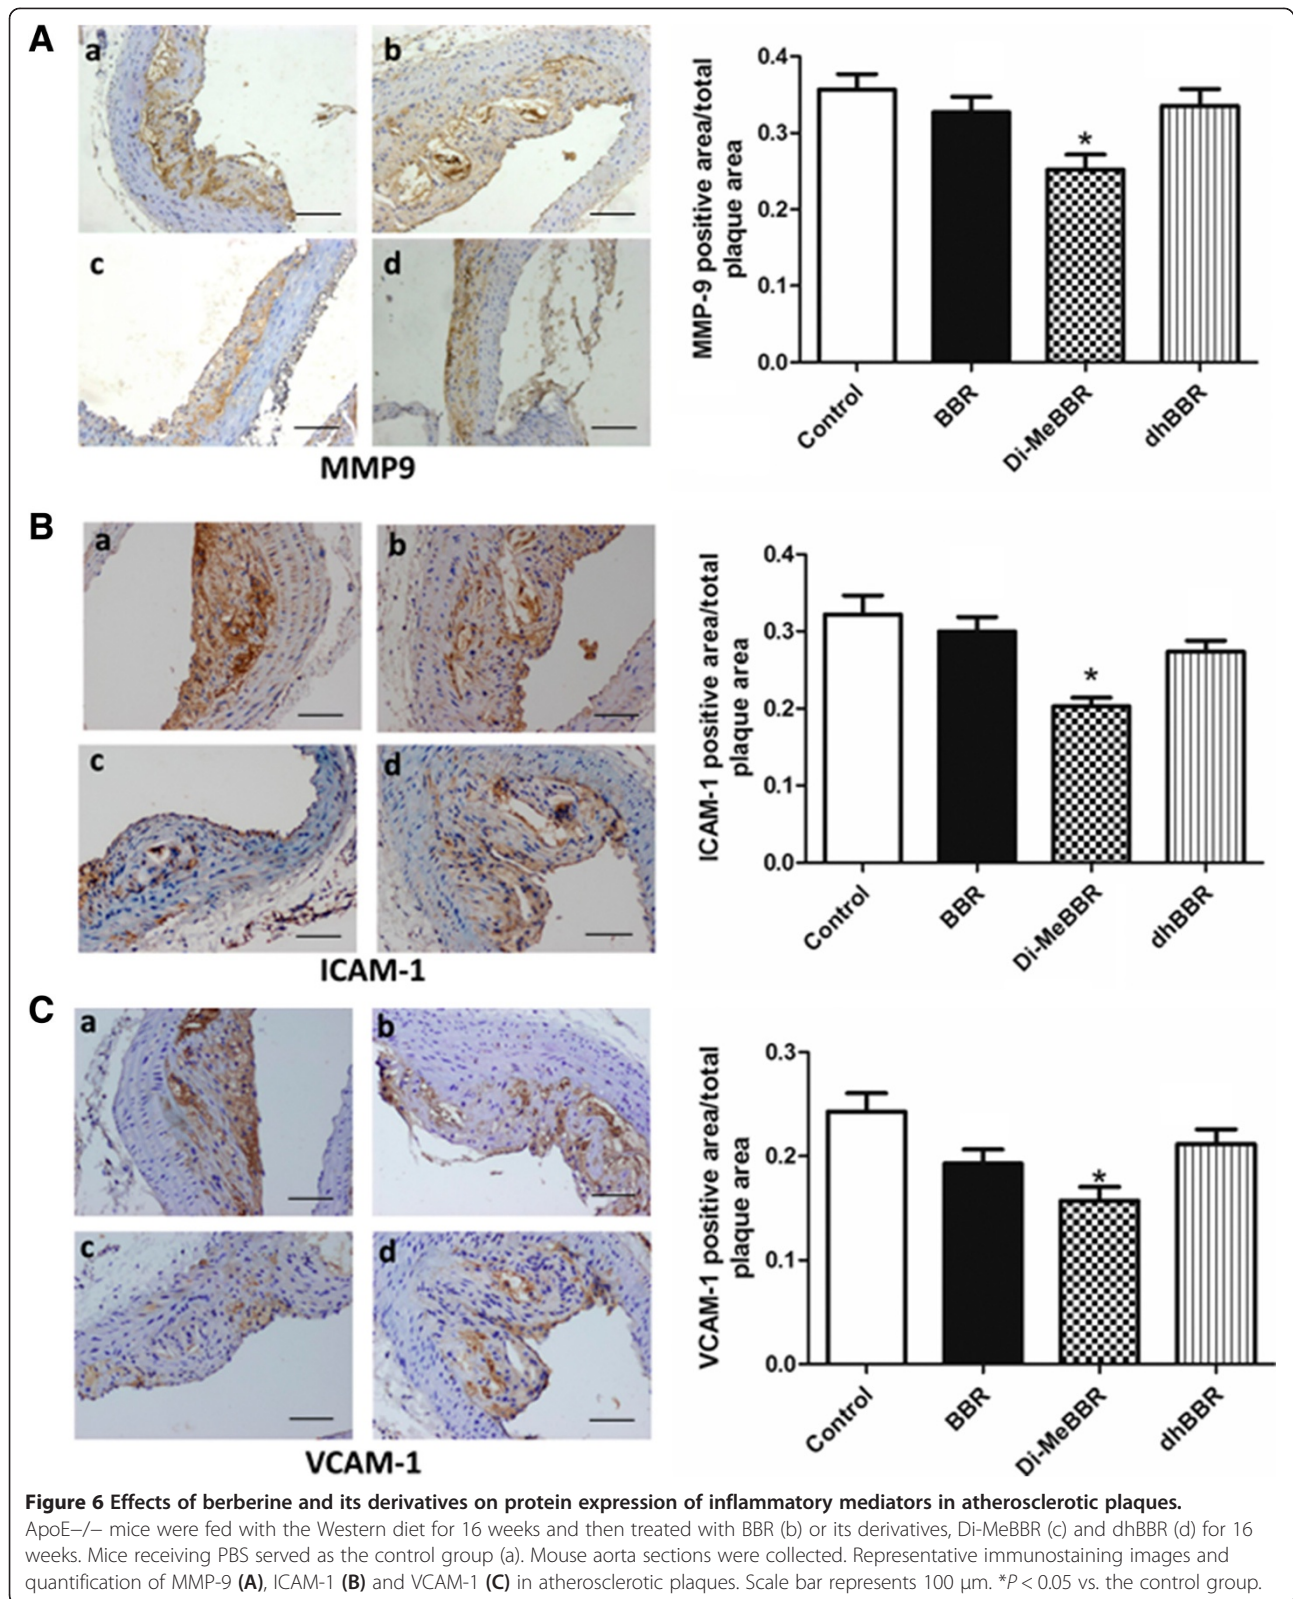 A
a
b
c
d
MMP9
MMP-9 positive area/total
plaque area
0.4
0.3
0.2
0.1
0.0
*
Control
BBR
Di-MeBBR
dhBBR
B
a
b
c
d
ICAM-1
ICAM-1 positive area/total
plaque area
0.4
0.3
0.2
0.1
0.0
*
Control
BBR
Di-MeBBR
dhBBR
C
a
b
c
d
VCAM-1
VCAM-1 positive area/total
plaque area
0.3
0.2
0.1
0.0
*
Control
BBR
Di-MeBBR
dhBBR
Figure 6 Effects of berberine and its derivatives on protein expression of inflammatory mediators in atherosclerotic plaques.
ApoE−/− mice were fed with the Western diet for 16 weeks and then treated with BBR (b) or its derivatives, Di-MeBBR (c) and dhBBR (d) for 16
weeks. Mice receiving PBS served as the control group (a). Mouse aorta sections were collected. Representative immunostaining images and
quantification of MMP-9 (A), ICAM-1 (B) and VCAM-1 (C) in atherosclerotic plaques. Scale bar represents 100 μm. *P < 0.05 vs. the control group.